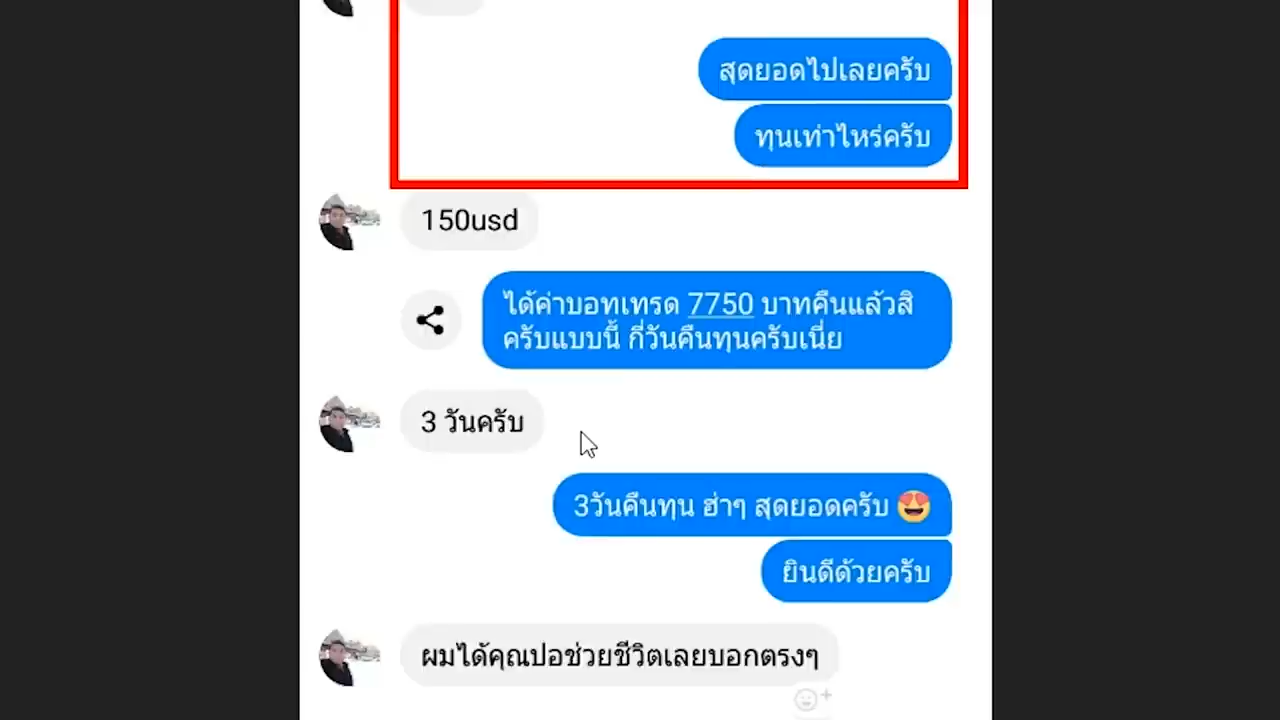 สุดยอดไปเลยครับ
ทุนเท่าไหร่ครับ
150usd
ได้ค่าบอทเทรด 7750 บาทคืนแล้วสิ
ครับแบบนี้ กี่วันคืนทุนครับเนี่ย
3 วันครับ
3วันคืนทุน ฮ่าๆ สุดยอดครับ 😍
ยินดีด้วยครับ
ผมได้คุณปอช่วยชีวิตเลยบอกตรงๆ